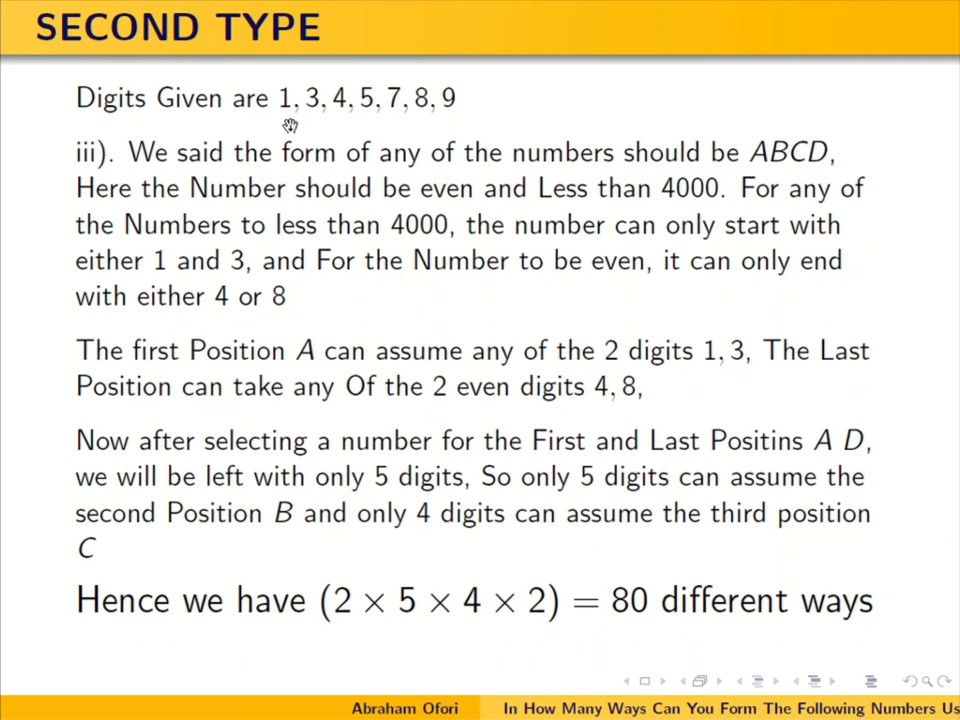 SECOND TYPE
Digits Given are 1, 3, 4, 5, 7, 8, 9
iii). We said the form of any of the numbers should be ABCD,
Here the Number should be even and Less than 4000. For any of
the Numbers to less than 4000, the number can only start with
either 1 and 3, and For the Number to be even, it can only end
with either 4 or 8
The first Position A can assume any of the 2 digits 1, 3, The Last
Position can take any Of the 2 even digits 4, 8,
Now after selecting a number for the First and Last Positins A D,
we will be left with only 5 digits, So only 5 digits can assume the
second Position B and only 4 digits can assume the third position
C
Hence we have (2 × 5 × 4 × 2) = 80 different ways
Abraham Ofori In How Many Ways Can You Form The Following Numbers Us